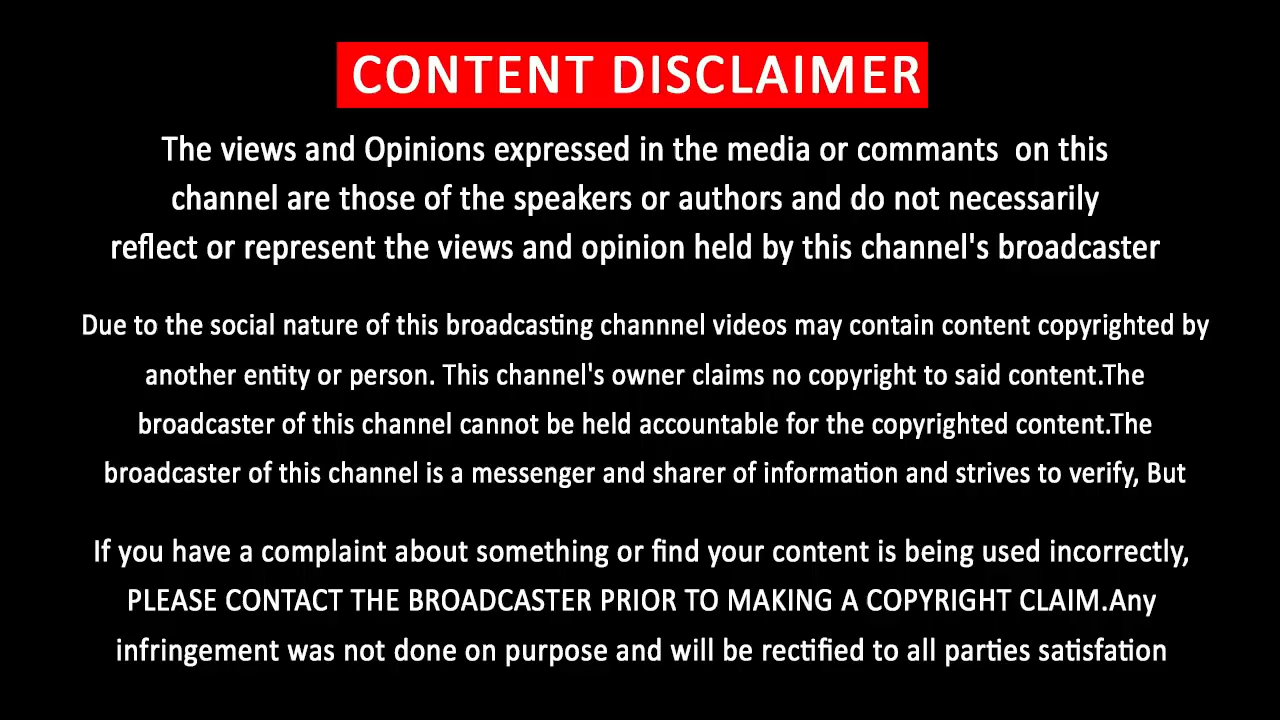 CONTENT DISCLAIMER
The views and Opinions expressed in the media or commants on this
channel are those of the speakers or authors and do not necessarily
reflect or represent the views and opinion held by this channel's broadcaster
Due to the social nature of this broadcasting channnel videos may contain content copyrighted by
another entity or person. This channel's owner claims no copyright to said content.The
broadcaster of this channel cannot be held accountable for the copyrighted content.The
broadcaster of this channel is a messenger and sharer of information and strives to verify, But
If you have a complaint about something or find your content is being used incorrectly,
PLEASE CONTACT THE BROADCASTER PRIOR TO MAKING A COPYRIGHT CLAIM.Any
infringement was not done on purpose and will be rectified to all parties satisfation